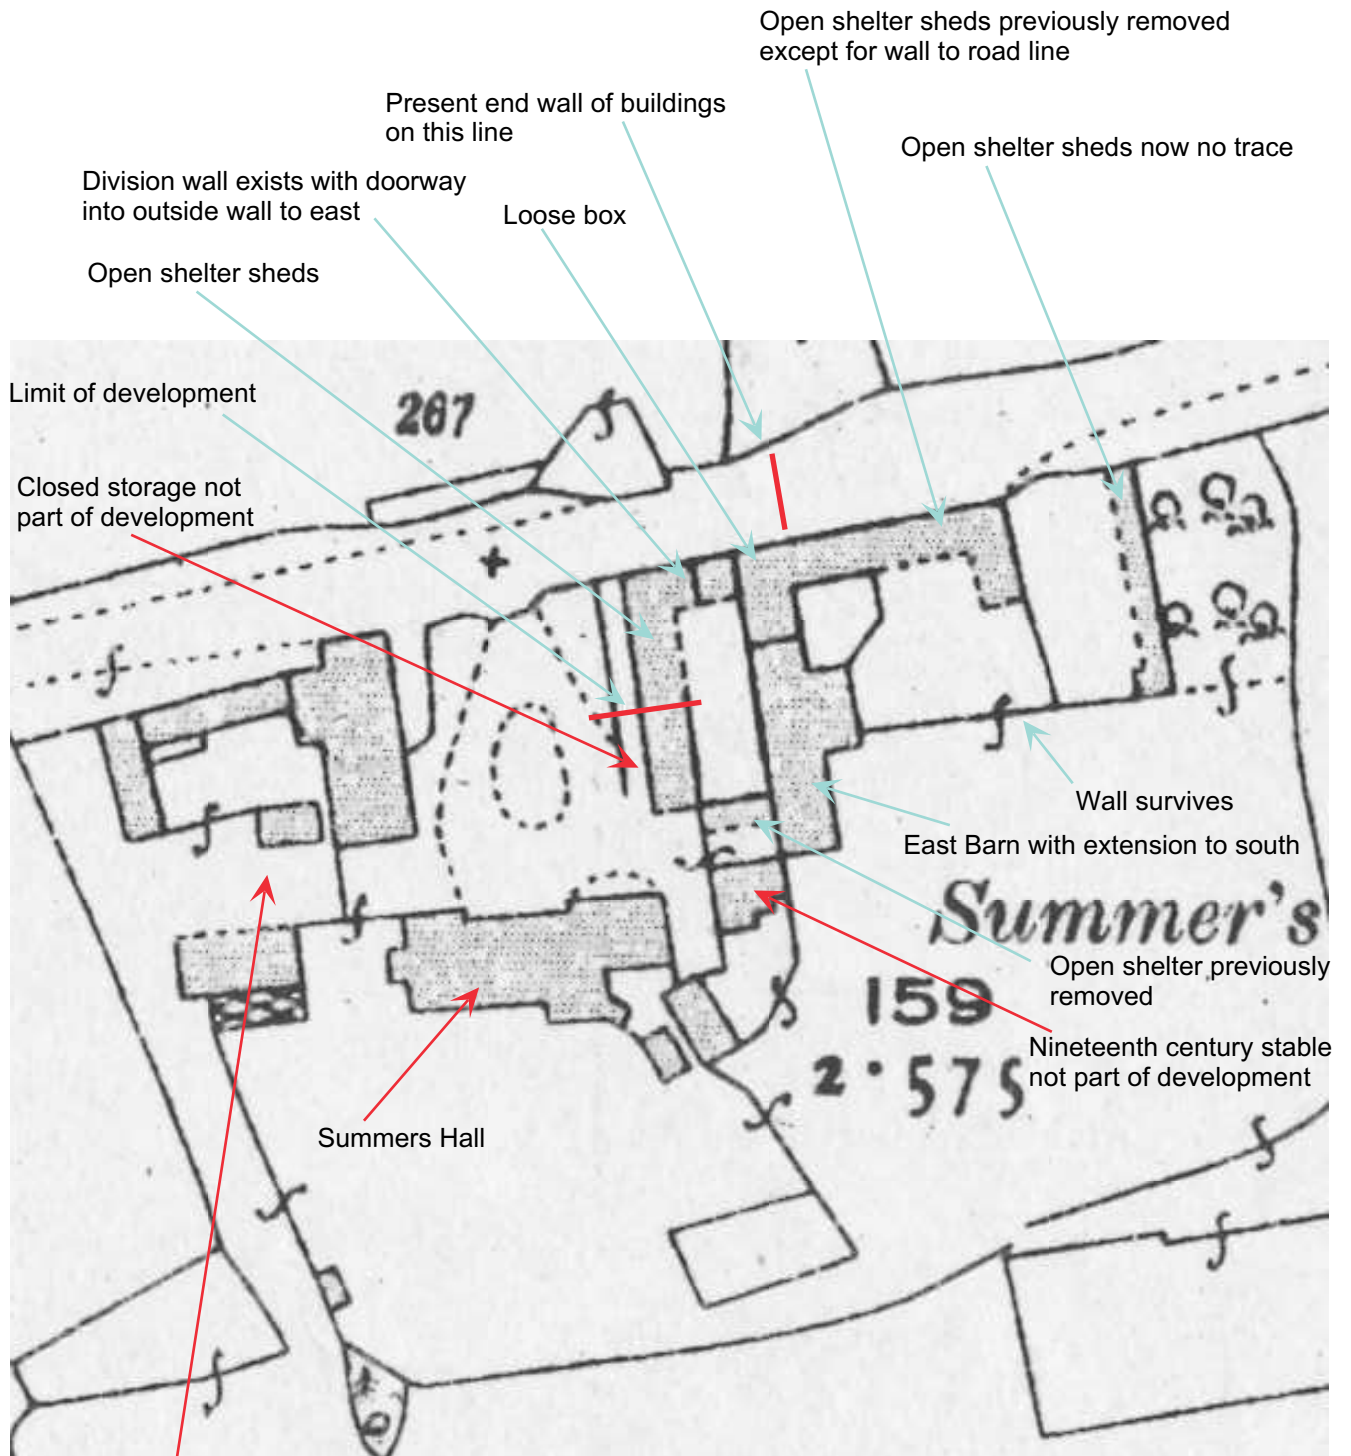 Open shelter sheds previously removed
except for wall to road line
Present end wall of buildings
on this line
Open shelter sheds now no trace
Division wall exists with doorway
into outside wall to east
Loose box
Open shelter sheds
Limit of development
267
Closed storage not
part of development
Wall survives
East Barn with extension to south
Summer's
Open shelter previously
removed
159
Nineteenth century stable
not part of development
2.575
Summers Hall